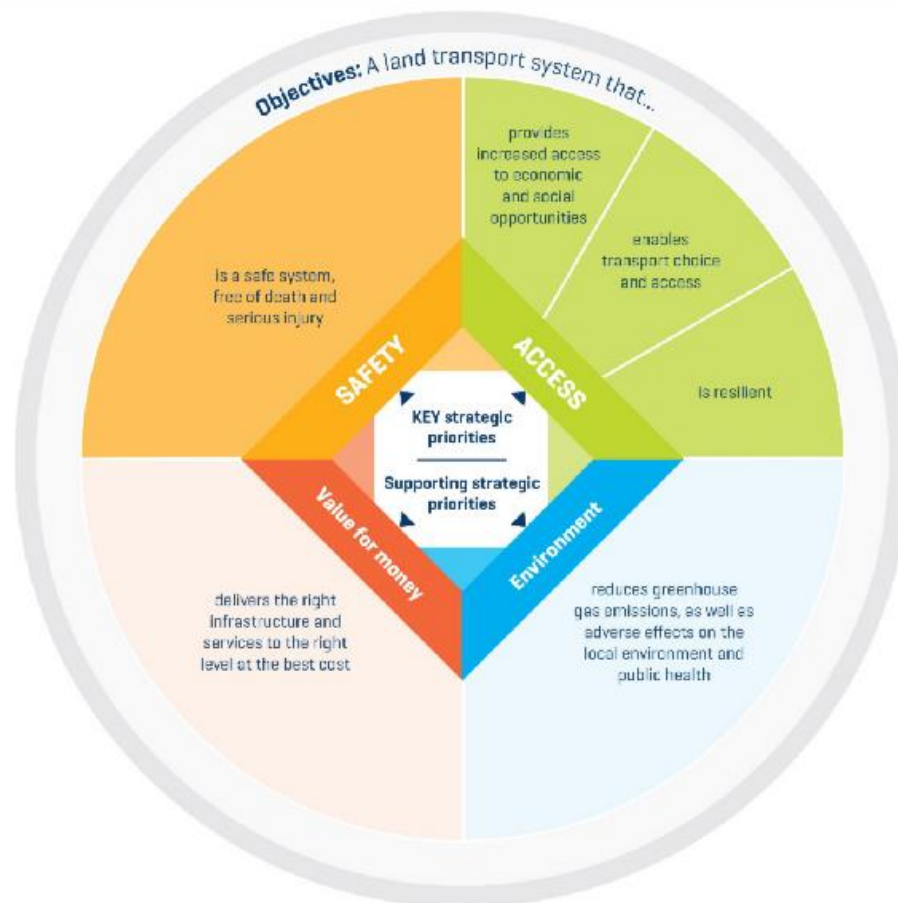 Objectives: A land transport system that...
provides
increased access
to economic
and social
opportunities
enables
transport choice
and access
is resilient
is a safe system,
free of death and
serious injury
SAFETY
ACCESS
KEY strategic
priorities
Supporting strategic
priorities
Value for money
Environment
delivers the right
infrastructure and
services to the right
level at the best cost
reduces greenhouse
gas emissions, as well as
adverse effects on the
local environment and
public health